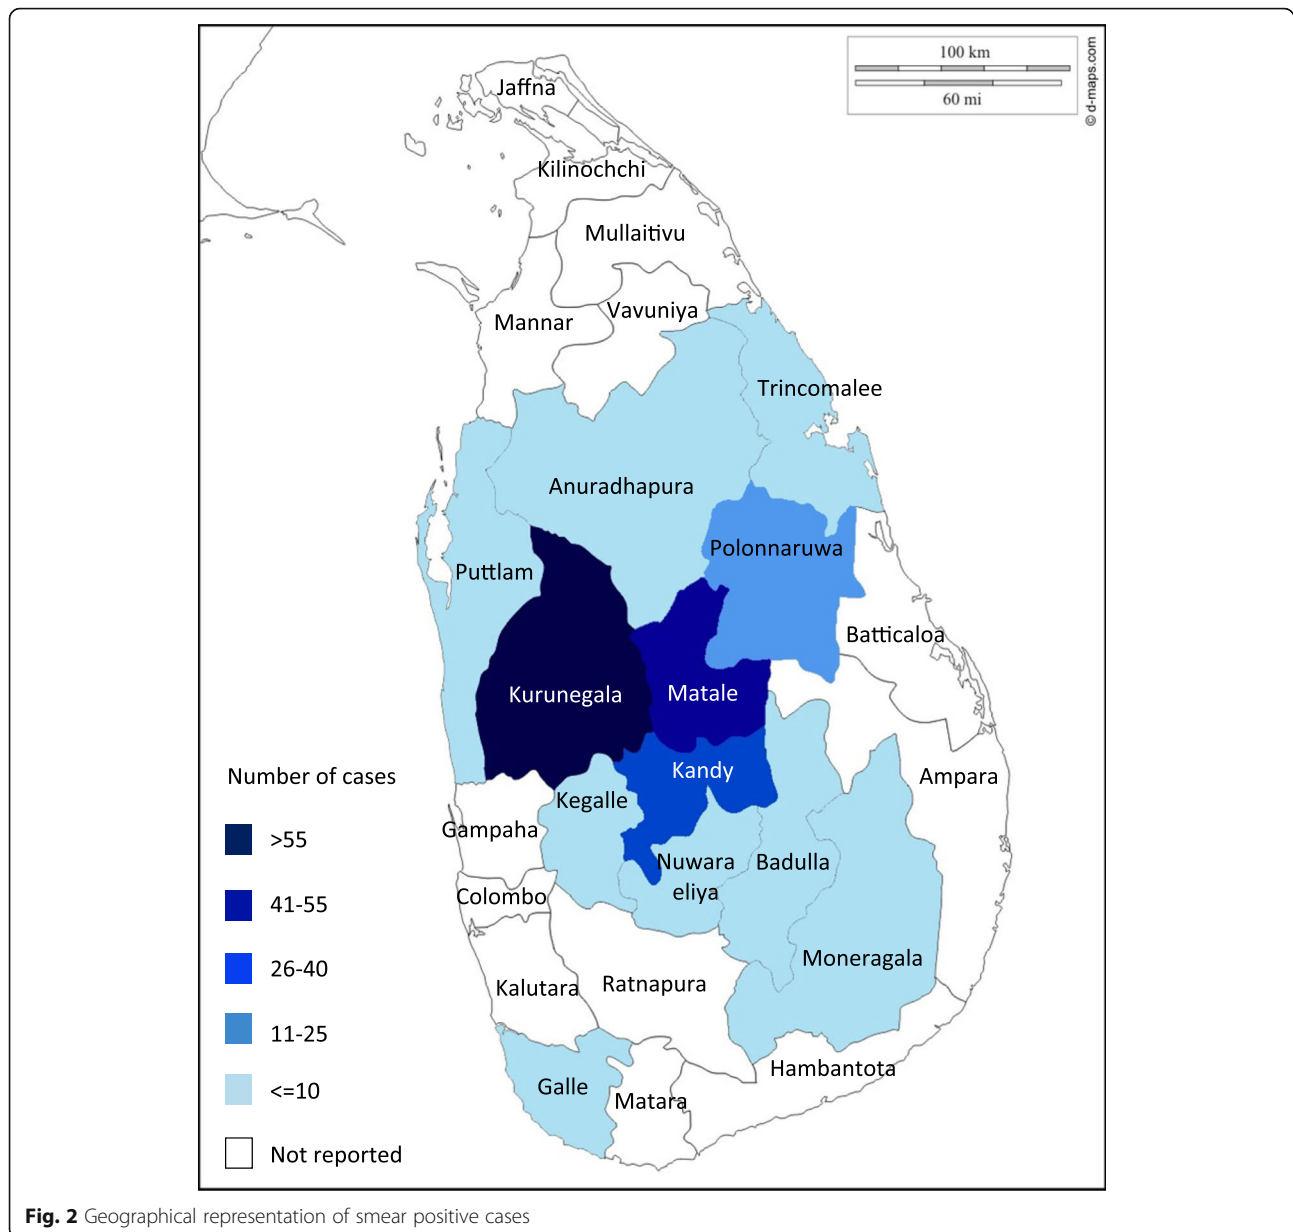 100 km
60 mi
© d-maps.com
Jaffna
Kilinochchi
Mullaitivu
Vavuniya
Mannar
Trincomalee
Anuradhapura
Polonnaruwa
Puttlam
Batticaloa
Kurunegala
Matale
Kandy
Ampara
Kegalle
Gampaha
Nuwara
eliya
Badulla
Colombo
Moneragala
Kalutara
Ratnapura
Hambantota
Galle
Matara
Number of cases
>55
41-55
26-40
11-25
<=10
Not reported
Fig. 2 Geographical representation of smear positive cases